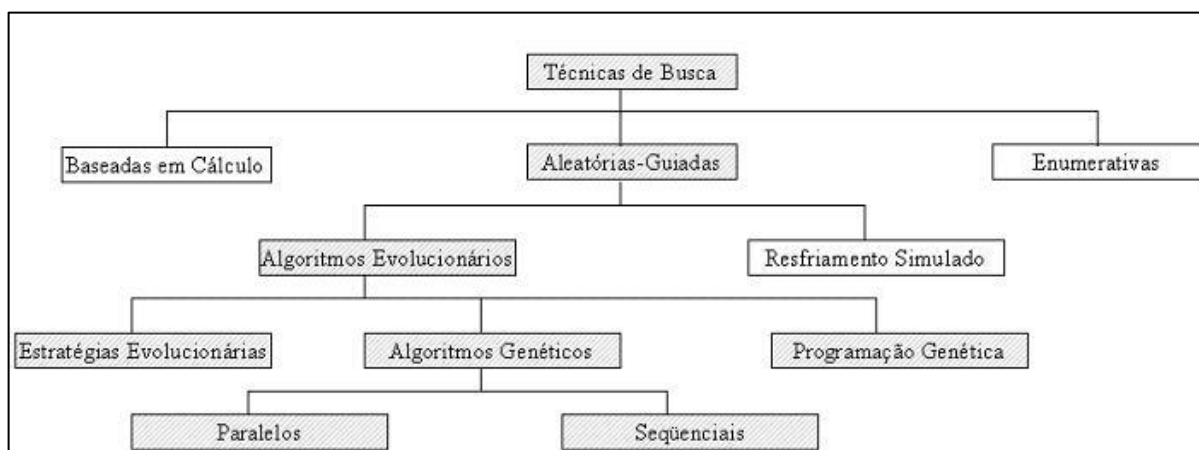 Técnicas de Busca
Baseadas em Cálculo
Aleatórias-Guiadas
Enumerativas
Algoritmos Evolucionários
Resfriamento Simulado
Estratégias Evolucionárias
Algoritmos Genéticos
Programação Genética
Paralelos
Seqüenciais